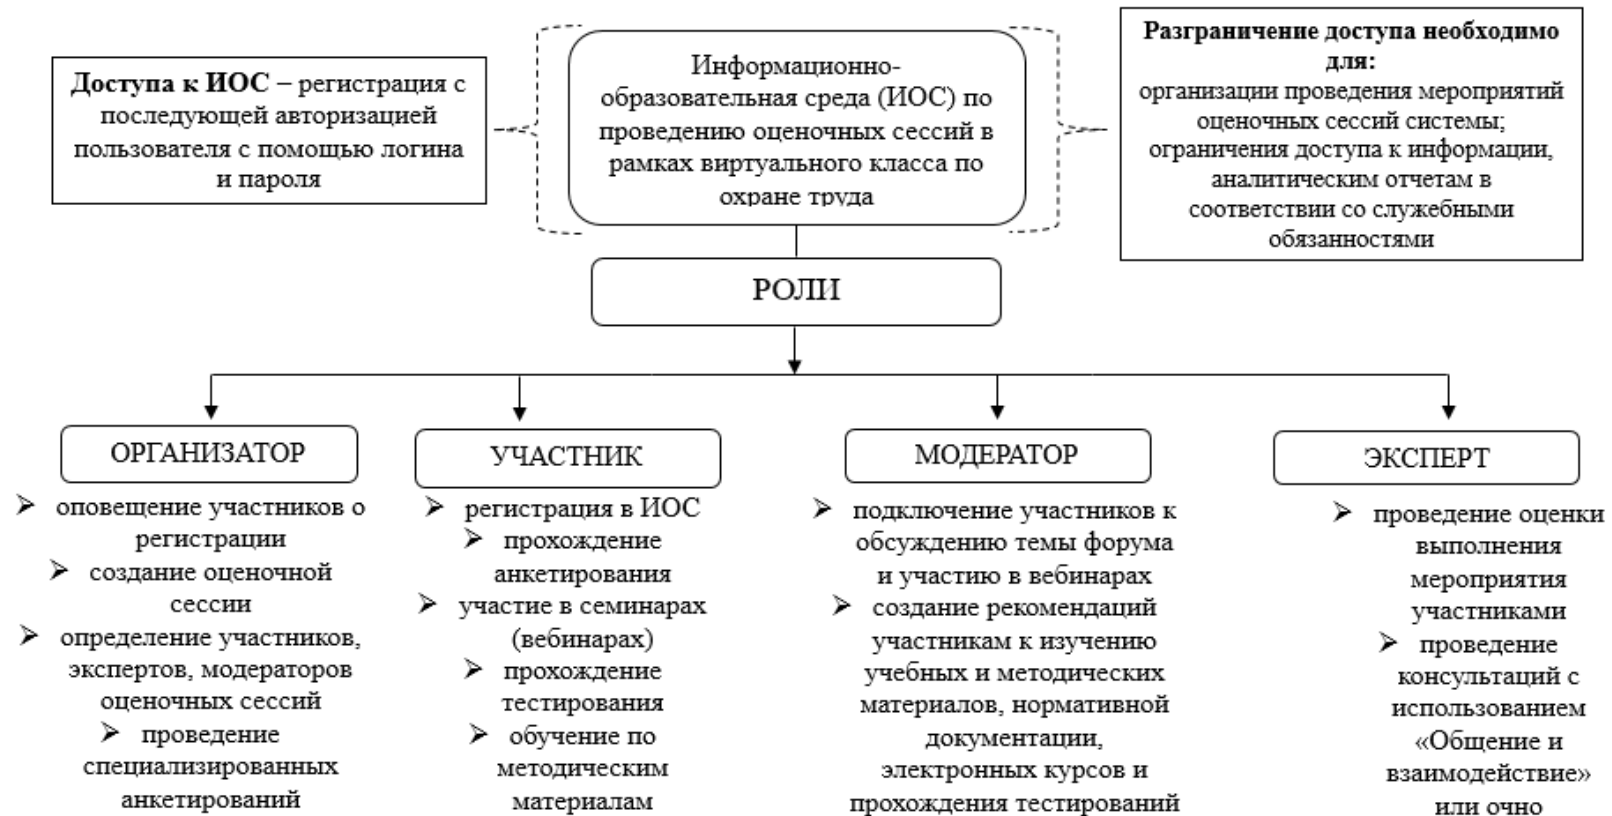 Доступа к ИОС – регистрация с
последующей авторизацией
пользователя с помощью логина
и пароля
Информационно-
образовательная среда (ИОС) по
проведению оценочных сессий в
рамках виртуального класса по
охране труда
Разграничение доступа необходимо
для:
организации проведения мероприятий
оценочных сессий системы;
ограничения доступа к информации,
аналитическим отчетам в
соответствии со служебными
обязанностями
РОЛИ
ОРГАНИЗАТОР
➢ оповещение участников о
регистрации
➢ создание оценочной
сессии
➢ определение участников,
экспертов, модераторов
оценочных сессий
➢ проведение
специализированных
анкетирований
УЧАСТНИК
➢ регистрация в ИОС
➢ прохождение
анкетирования
➢ участие в семинарах
(вебинарах)
➢ прохождение
тестирования
➢ обучение по
методическим
материалам
МОДЕРАТОР
➢ подключение участников к
обсуждению темы форума
и участию в вебинарах
➢ создание рекомендаций
участникам к изучению
учебных и методических
материалов, нормативной
документации,
электронных курсов и
прохождения тестирований
ЭКСПЕРТ
➢ проведение оценки
выполнения
мероприятия
участниками
➢ проведение
консультаций с
использованием
«Общение и
взаимодействие»
или очно